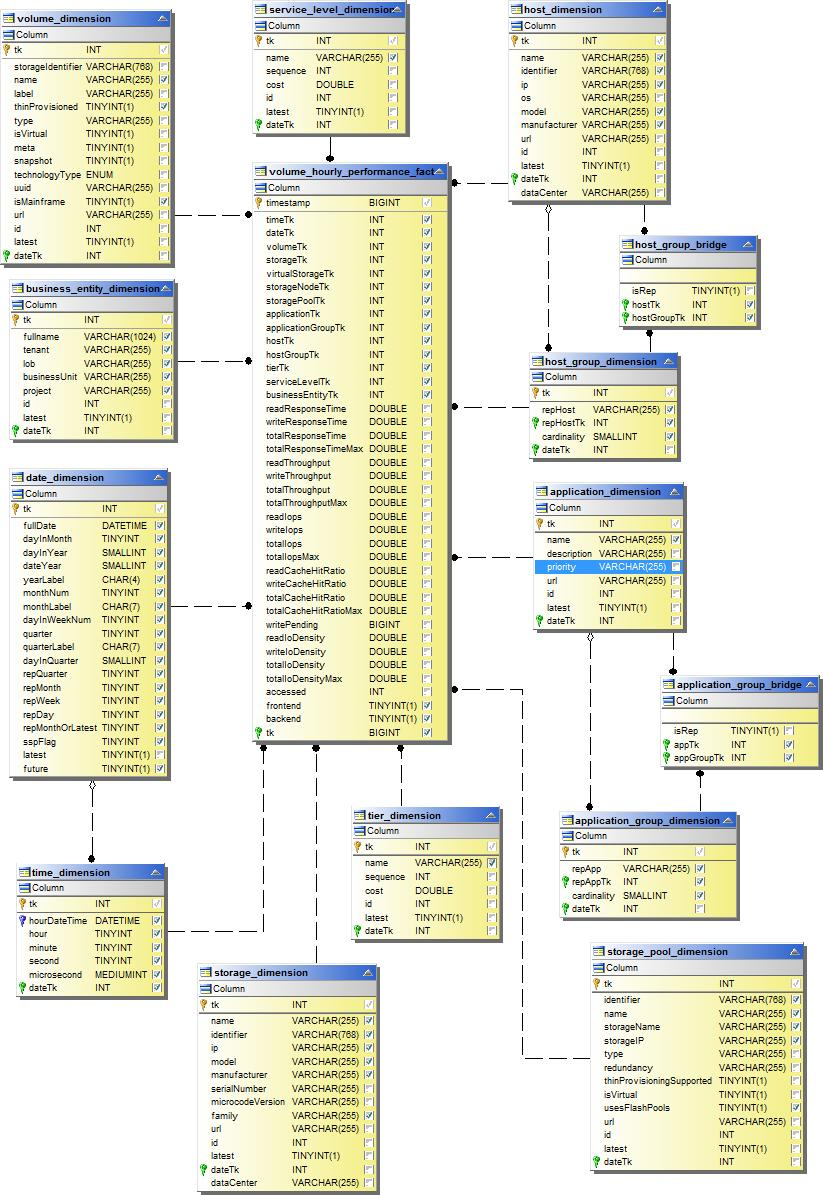 volume_dimension
Column
tk INT
storageIdentifier VARCHAR(768)
name VARCHAR(255)
label VARCHAR(255)
thinProvisioned TINYINT(1)
type VARCHAR(255)
isVirtual TINYINT(1)
meta TINYINT(1)
snapshot TINYINT(1)
technologyType ENUM
uuid VARCHAR(255)
isMainframe TINYINT(1)
url VARCHAR(255)
id INT
latest TINYINT(1)
dateTk INT
service_level_dimension
Column
tk INT
name VARCHAR(255)
sequence INT
cost DOUBLE
id INT
latest TINYINT(1)
dateTk INT
host_dimension
Column
tk INT
name VARCHAR(255)
identifier VARCHAR(768)
ip VARCHAR(255)
os VARCHAR(255)
model VARCHAR(255)
manufacturer VARCHAR(255)
url VARCHAR(255)
id INT
latest TINYINT(1)
dateTk INT
dataCenter VARCHAR(255)
volume_hourly_performance_fact
Column
timestamp BIGINT
timeTk INT
dateTk INT
volumeTk INT
storageTk INT
virtualStorageTk INT
storageNodeTk INT
storagePoolTk INT
applicationTk INT
applicationGroupTk INT
hostTk INT
hostGroupTk INT
tierTk INT
serviceLevelTk INT
businessEntityTk INT
readResponseTime DOUBLE
writeResponseTime DOUBLE
totalResponseTime DOUBLE
totalResponseTimeMax DOUBLE
readThroughput DOUBLE
writeThroughput DOUBLE
totalThroughput DOUBLE
totalThroughputMax DOUBLE
readIops DOUBLE
writeIops DOUBLE
totalIops DOUBLE
totalIopsMax DOUBLE
readCacheHitRatio DOUBLE
writeCacheHitRatio DOUBLE
totalCacheHitRatio DOUBLE
totalCacheHitRatioMax DOUBLE
writePending BIGINT
readIoDensity DOUBLE
writeIoDensity DOUBLE
totalIoDensity DOUBLE
totalIoDensityMax DOUBLE
accessed INT
frontend TINYINT(1)
backend TINYINT(1)
tk BIGINT
host_group_bridge
Column
isRep TINYINT(1)
hostTk INT
hostGroupTk INT
business_entity_dimension
Column
tk INT
fullname VARCHAR(1024)
tenant VARCHAR(255)
lob VARCHAR(255)
businessUnit VARCHAR(255)
project VARCHAR(255)
id INT
latest TINYINT(1)
dateTk INT
host_group_dimension
Column
tk INT
repHost VARCHAR(255)
repHostTk INT
cardinality SMALLINT
dateTk INT
date_dimension
Column
tk INT
fullDate DATETIME
dayInMonth TINYINT
dayInYear SMALLINT
dateYear SMALLINT
yearLabel CHAR(4)
monthNum TINYINT
monthLabel CHAR(7)
dayInWeekNum TINYINT
quarter TINYINT
quarterLabel CHAR(7)
dayInQuarter SMALLINT
repQuarter TINYINT
repMonth TINYINT
repWeek TINYINT
repDay TINYINT
repMonthOrLatest TINYINT
sspFlag TINYINT
latest TINYINT(1)
future TINYINT(1)
application_dimension
Column
tk INT
name VARCHAR(255)
description VARCHAR(255)
priority VARCHAR(255)
url VARCHAR(255)
id INT
latest TINYINT(1)
dateTk INT
application_group_bridge
Column
isRep TINYINT(1)
appTk INT
appGroupTk INT
tier_dimension
Column
tk INT
name VARCHAR(255)
sequence INT
cost DOUBLE
id INT
latest TINYINT(1)
dateTk INT
application_group_dimension
Column
tk INT
repApp VARCHAR(255)
repAppTk INT
cardinality SMALLINT
dateTk INT
time_dimension
Column
tk INT
hourDateTime DATETIME
hour TINYINT
minute TINYINT
second TINYINT
microsecond MEDIUMINT
dateTk INT
storage_dimension
Column
tk INT
name VARCHAR(255)
identifier VARCHAR(768)
ip VARCHAR(255)
model VARCHAR(255)
manufacturer VARCHAR(255)
serialNumber VARCHAR(255)
microcodeVersion VARCHAR(255)
family VARCHAR(255)
url VARCHAR(255)
id INT
latest TINYINT(1)
dateTk INT
dataCenter VARCHAR(255)
storage_pool_dimension
Column
tk INT
identifier VARCHAR(768)
name VARCHAR(255)
storageName VARCHAR(255)
storageIP VARCHAR(255)
type VARCHAR(255)
redundancy VARCHAR(255)
thinProvisioningSupported TINYINT(1)
isVirtual TINYINT(1)
usesFlashPools TINYINT(1)
url VARCHAR(255)
id INT
latest TINYINT(1)
dateTk INT